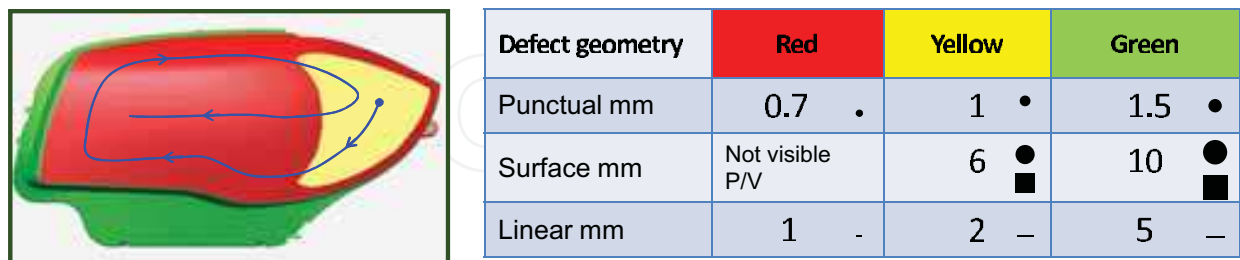 Defect geometry Red Yellow Green
Punctual mm 0.7 1 1.5
Surface mm Not visible 6 10
P/V
Linear mm 1 2 5